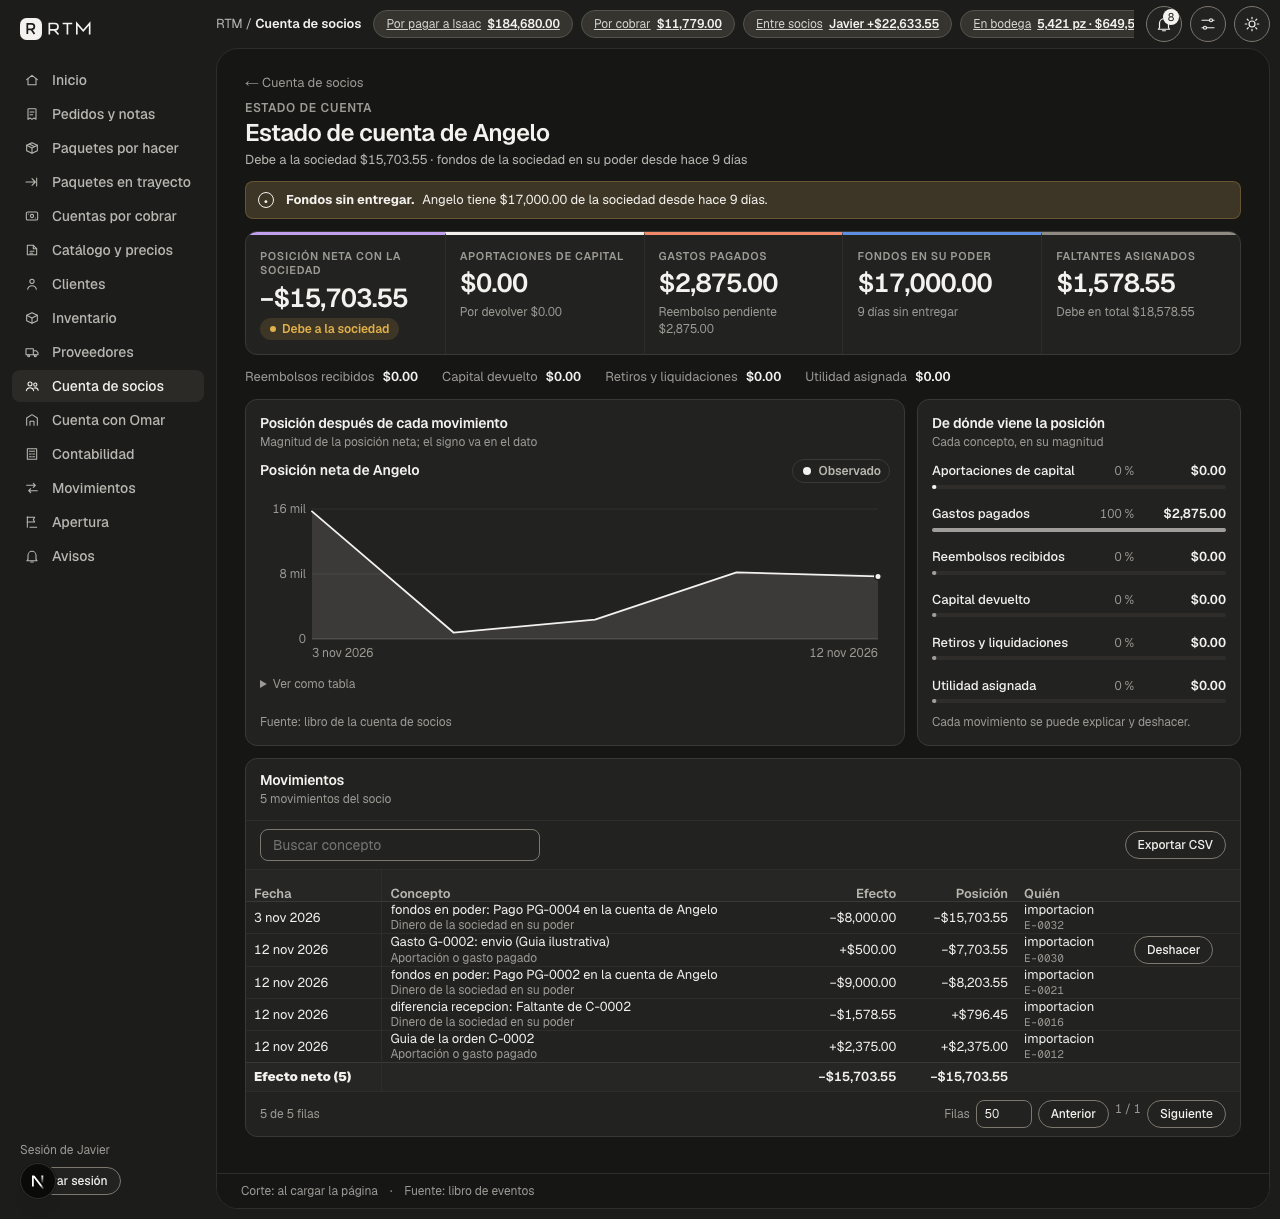 R RTM
RTM / Cuenta de socios
Por pagar a Isaac $184,680.00
Por cobrar $11,779.00
Entre socios Javier +$22,633.55
En bodega 5,421 pz · $649,5
8
Inicio
Pedidos y notas
Paquetes por hacer
Paquetes en trayecto
Cuentas por cobrar
Catálogo y precios
Clientes
Inventario
Proveedores
Cuenta de socios
Cuenta con Omar
Contabilidad
Movimientos
Apertura
Avisos
Sesión de Javier
N
ar sesión
← Cuenta de socios
ESTADO DE CUENTA
Estado de cuenta de Angelo
Debe a la sociedad $15,703.55 · fondos de la sociedad en su poder desde hace 9 días
Fondos sin entregar. Angelo tiene $17,000.00 de la sociedad desde hace 9 días.
POSICIÓN NETA CON LA
SOCIEDAD
−$15,703.55
Debe a la sociedad
APORTACIONES DE CAPITAL
$0.00
Por devolver $0.00
GASTOS PAGADOS
$2,875.00
Reembolso pendiente
$2,875.00
FONDOS EN SU PODER
$17,000.00
9 días sin entregar
FALTANTES ASIGNADOS
$1,578.55
Debe en total $18,578.55
Reembolsos recibidos $0.00 Capital devuelto $0.00 Retiros y liquidaciones $0.00 Utilidad asignada $0.00
Posición después de cada movimiento
Magnitud de la posición neta; el signo va en el dato
Posición neta de Angelo
Observado
16 mil
8 mil
0
3 nov 2026 12 nov 2026
Ver como tabla
Fuente: libro de la cuenta de socios
De dónde viene la posición
Cada concepto, en su magnitud
Aportaciones de capital 0 % $0.00
Gastos pagados 100 % $2,875.00
Reembolsos recibidos 0 % $0.00
Capital devuelto 0 % $0.00
Retiros y liquidaciones 0 % $0.00
Utilidad asignada 0 % $0.00
Cada movimiento se puede explicar y deshacer.
Movimientos
5 movimientos del socio
Buscar concepto
Exportar CSV
Fecha Concepto Efecto Posición Quién
3 nov 2026 fondos en poder: Pago PG-0004 en la cuenta de Angelo −$8,000.00 −$15,703.55 importacion
Dinero de la sociedad en su poder E-0032
12 nov 2026 Gasto G-0002: envio (Guia ilustrativa) +$500.00 −$7,703.55 importacion Deshacer
Aportación o gasto pagado E-0030
12 nov 2026 fondos en poder: Pago PG-0002 en la cuenta de Angelo −$9,000.00 −$8,203.55 importacion
Dinero de la sociedad en su poder E-0021
12 nov 2026 diferencia recepcion: Faltante de C-0002 −$1,578.55 +$796.45 importacion
Dinero de la sociedad en su poder E-0016
12 nov 2026 Guia de la orden C-0002 +$2,375.00 +$2,375.00 importacion
Aportación o gasto pagado E-0012
Efecto neto (5) −$15,703.55 −$15,703.55
5 de 5 filas
Filas 50 Anterior 1 / 1 Siguiente
Corte: al cargar la página · Fuente: libro de eventos